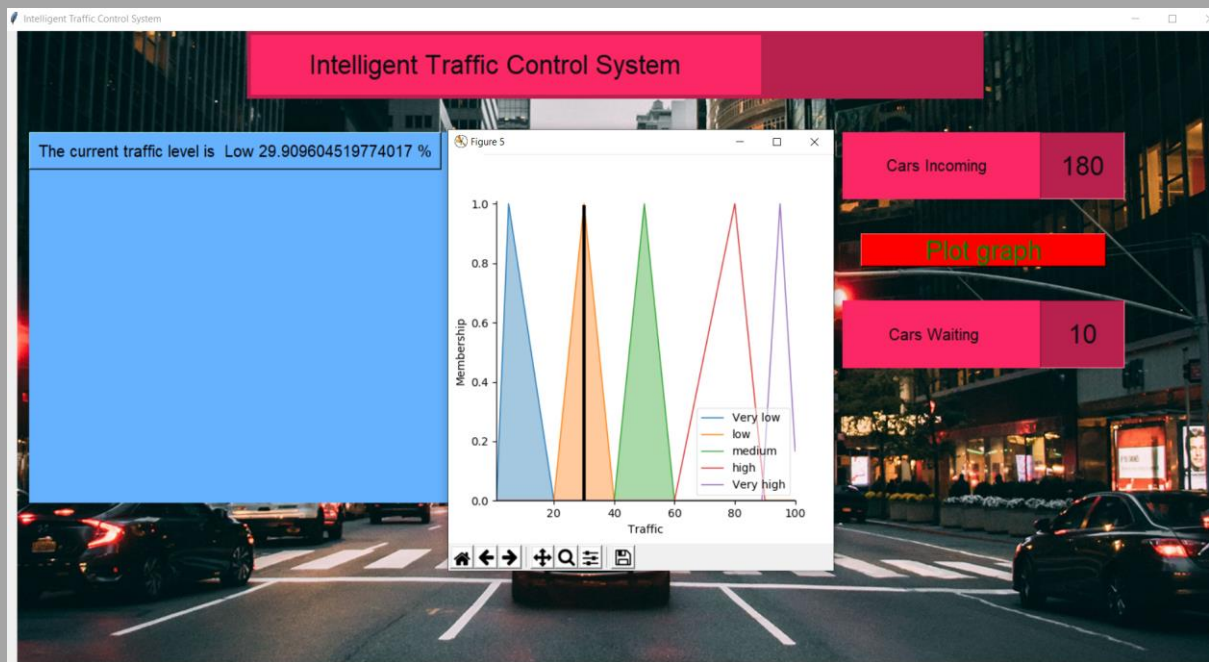 Intelligent Traffic Control System
Intelligent Traffic Control System
The current traffic level is  Low 29.909604519774017 %
Figure 5
1.0
0.8
0.6
0.4
0.2
0.0
Membership
20 40 60 80 100
Traffic
Very low
low
medium
high
Very high
Cars Incoming 180
Plot graph
Cars Waiting 10